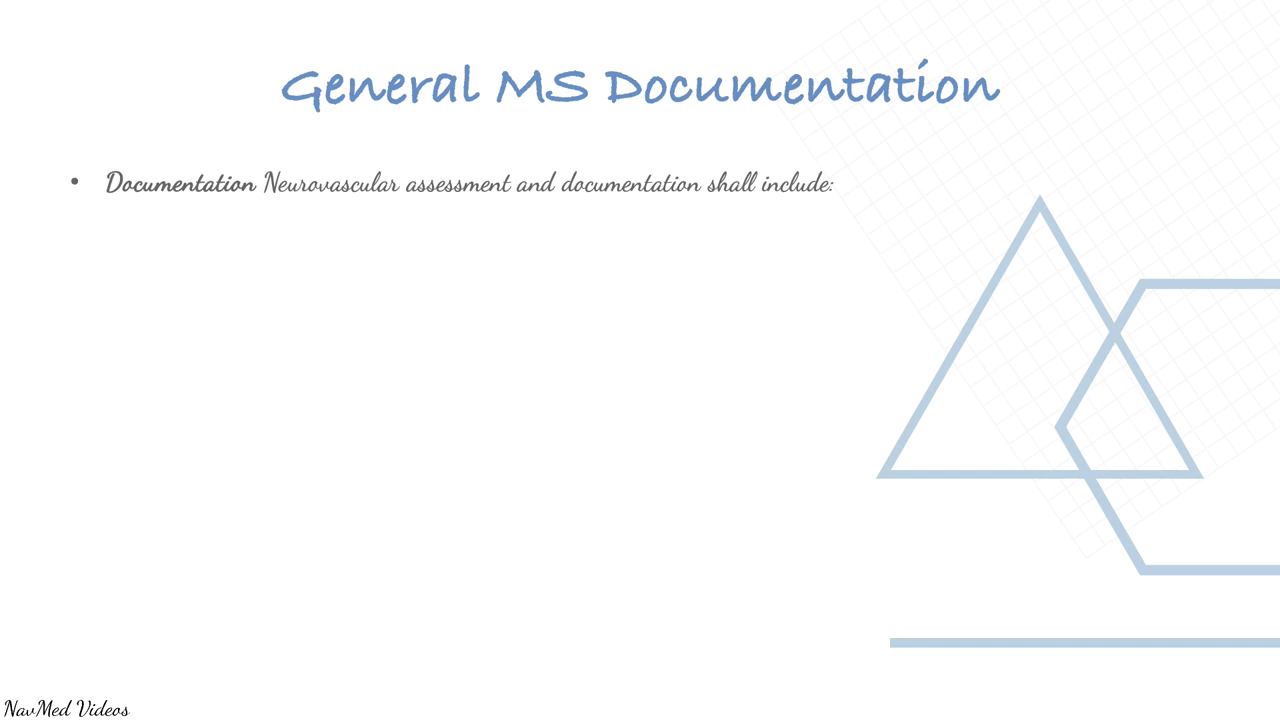 General MS Documentation
• Documentation Neurovascular assessment and documentation shall include:
NavMed Videos